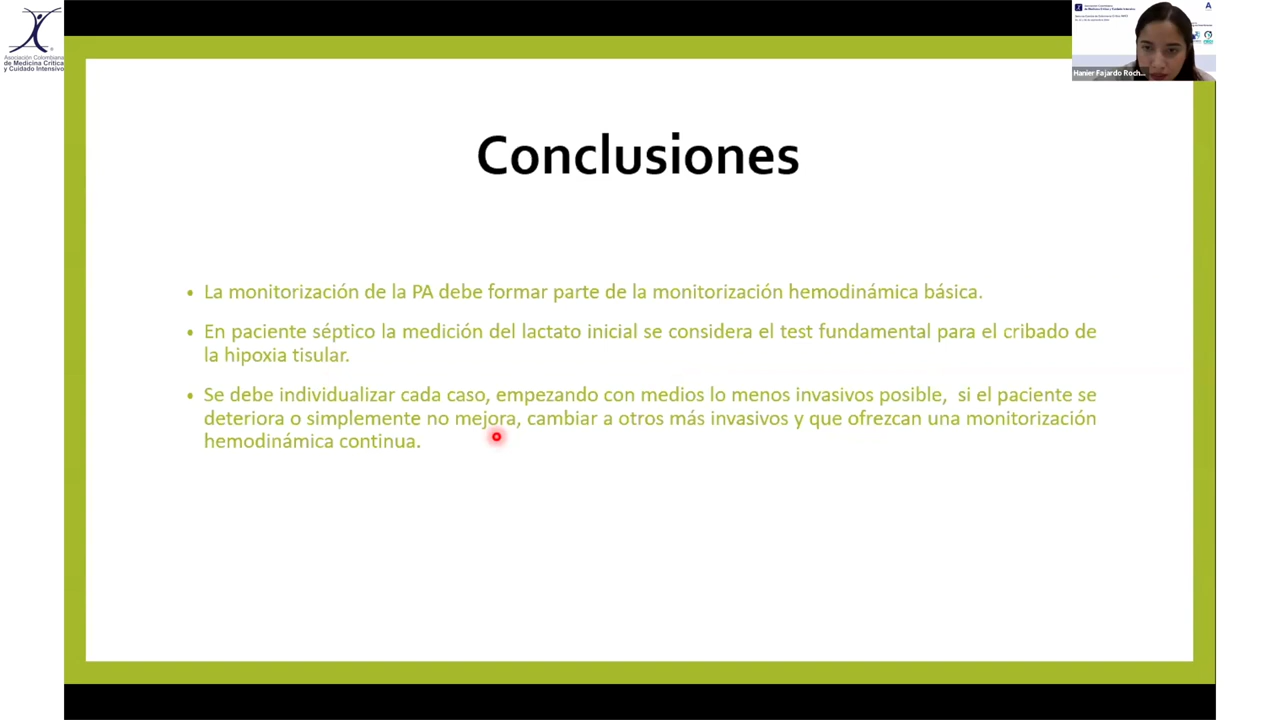 Asociación Colombiana
de Medicina Crítica
y Cuidado Intensivo
Hanier Fajardo Roch...
Conclusiones
• La monitorización de la PA debe formar parte de la monitorización hemodinámica básica.
• En paciente séptico la medición del lactato inicial se considera el test fundamental para el cribado de
la hipoxia tisular.
• Se debe individualizar cada caso, empezando con medios lo menos invasivos posible, si el paciente se
deteriora o simplemente no mejora, cambiar a otros más invasivos y que ofrezcan una monitorización
hemodinámica continua.